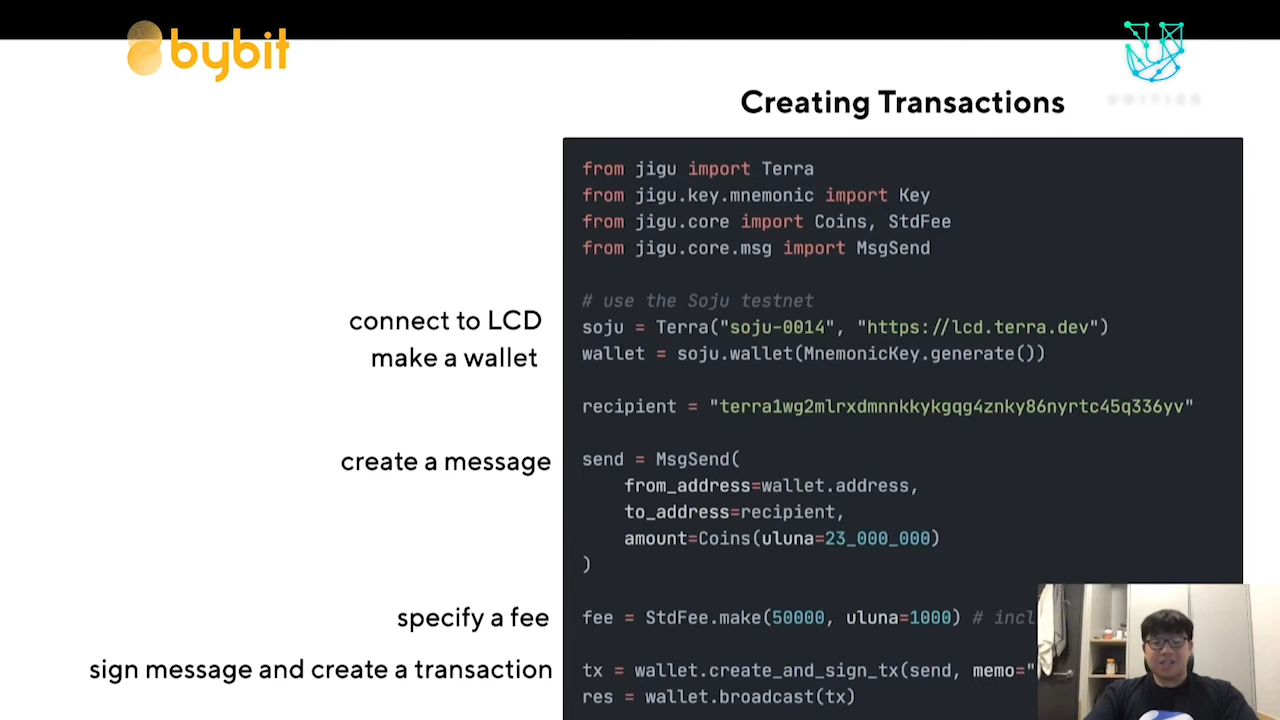 bybit
UNITICE
Creating Transactions
from jigu import Terra
from jigu.key.mnemonic import Key
from jigu.core import Coins, StdFee
from jigu.core.msg import MsgSend
# use the Soju testnet
connect to LCD
soju = Terra("soju-0014", "https://lcd.terra.dev")
make a wallet
wallet = soju.wallet(MnemonicKey.generate())
recipient = "terra1wg2mlrxdmnnkkykgqg4znky86nyrtc45q336yv"
create a message
send = MsgSend(
from_address=wallet.address,
to_address=recipient,
amount=Coins(uluna=23_000_000)
)
specify a fee
fee = StdFee.make(50000, uluna=1000) # incl
sign message and create a transaction
tx = wallet.create_and_sign_tx(send, memo="
res = wallet.broadcast(tx)